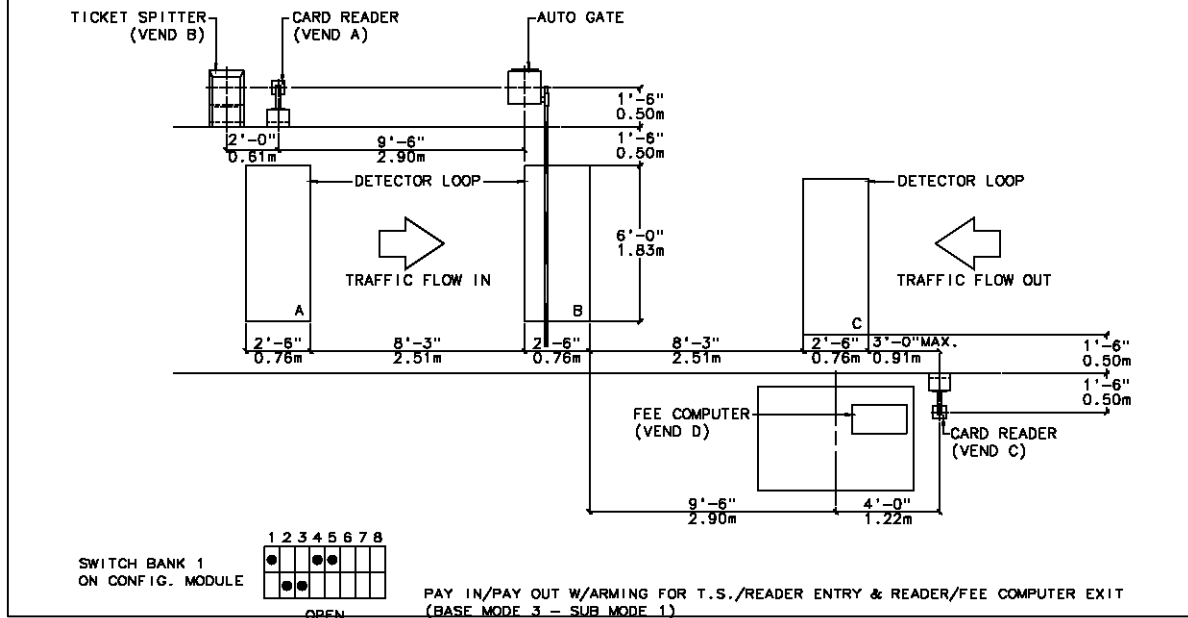 TICKET SPITTER
(VEND B)
CARD READER
(VEND A)
AUTO GATE
1'-6"
0.50m
2'-0"
0.61m
9'-6"
2.90m
1'-6"
0.50m
DETECTOR LOOP
DETECTOR LOOP
6'-0"
1.83m
TRAFFIC FLOW IN
TRAFFIC FLOW OUT
A
B
C
2'-6"
0.76m
8'-3"
2.51m
2'-6"
0.76m
8'-3"
2.51m
2'-6"
0.76m
3'-0"MAX.
0.91m
1'-6"
0.50m
1'-6"
0.50m
FEE COMPUTER
(VEND D)
CARD READER
(VEND C)
9'-6"
2.90m
4'-0"
1.22m
1 2 3 4 5 6 7 8
SWITCH BANK 1
ON CONFIG. MODULE
OPEN
PAY IN/PAY OUT W/ARMING FOR T.S./READER ENTRY & READER/FEE COMPUTER EXIT
(BASE MODE 3 - SUB MODE 1)